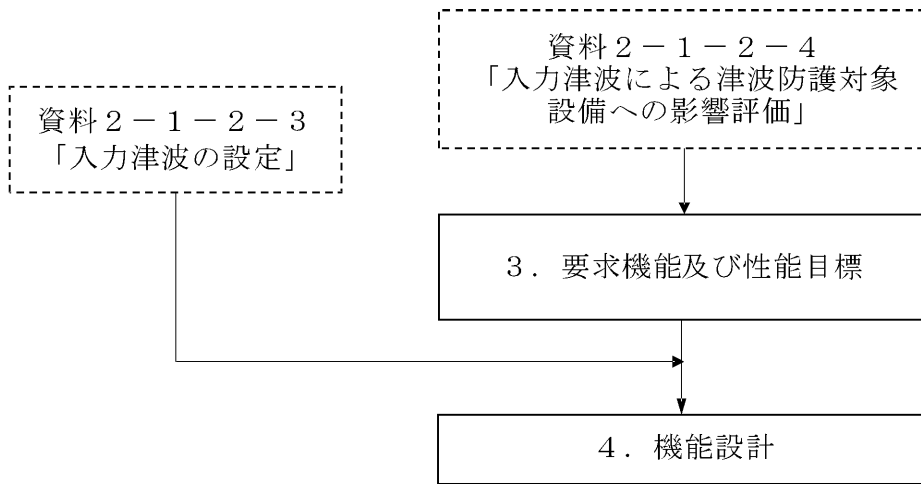 資料２－１－２－４
「入力津波による津波防護対象
設備への影響評価」
資料２－１－２－３
「入力津波の設定」
３．要求機能及び性能目標
４．機能設計